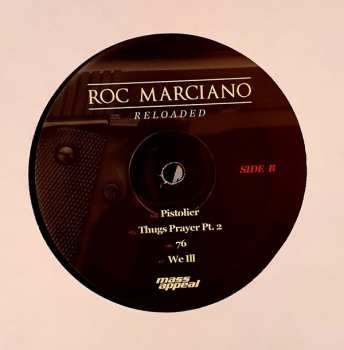 ROC MARCIANO
RELOADED
SIDE B
Pistolier
Thugs Prayer Pt. 2
76
We Ill
mass
appeal